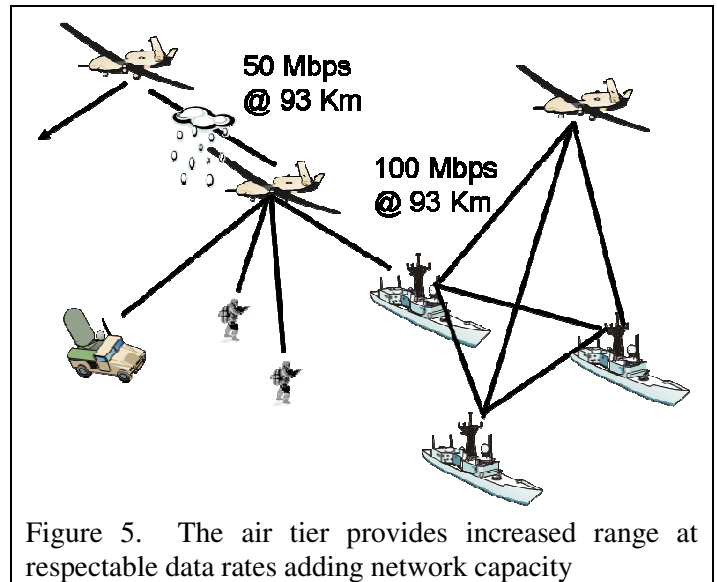 50 Mbps
@ 93 Km
100 Mbps
@ 93 Km
Figure 5. The air tier provides increased range at
respectable data rates adding network capacity